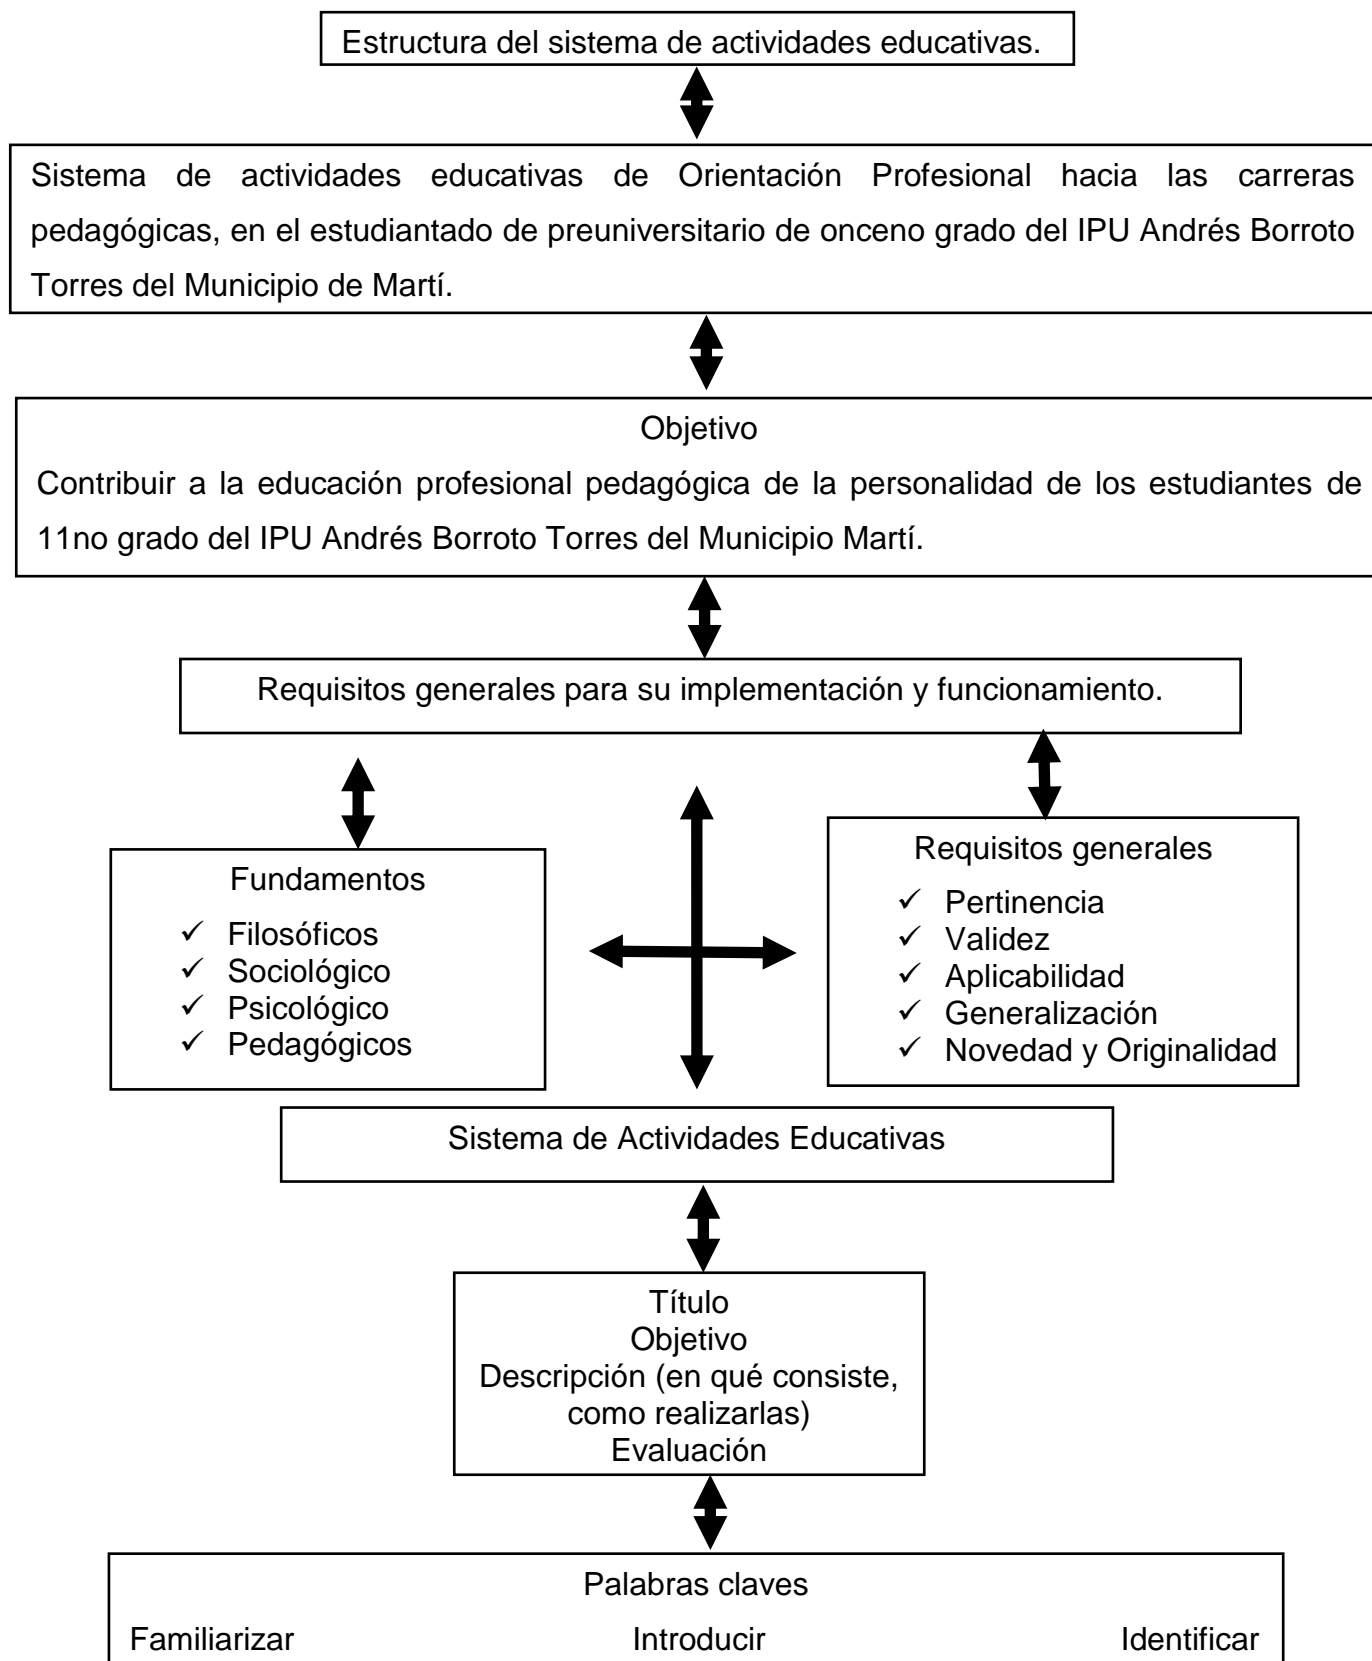 Estructura del sistema de actividades educativas.
Sistema de actividades educativas de Orientación Profesional hacia las carreras
pedagógicas, en el estudiantado de preuniversitario de onceno grado del IPU Andrés Borroto
Torres del Municipio de Martí.
Objetivo
Contribuir a la educación profesional pedagógica de la personalidad de los estudiantes de
11no grado del IPU Andrés Borroto Torres del Municipio Martí.
Requisitos generales para su implementación y funcionamiento.
Fundamentos
✓ Filosóficos
✓ Sociológico
✓ Psicológico
✓ Pedagógicos
Requisitos generales
✓ Pertinencia
✓ Validez
✓ Aplicabilidad
✓ Generalización
✓ Novedad y Originalidad
Sistema de Actividades Educativas
Título
Objetivo
Descripción (en qué consiste,
como realizarlas)
Evaluación
Palabras claves
Familiarizar Introducir Identificar